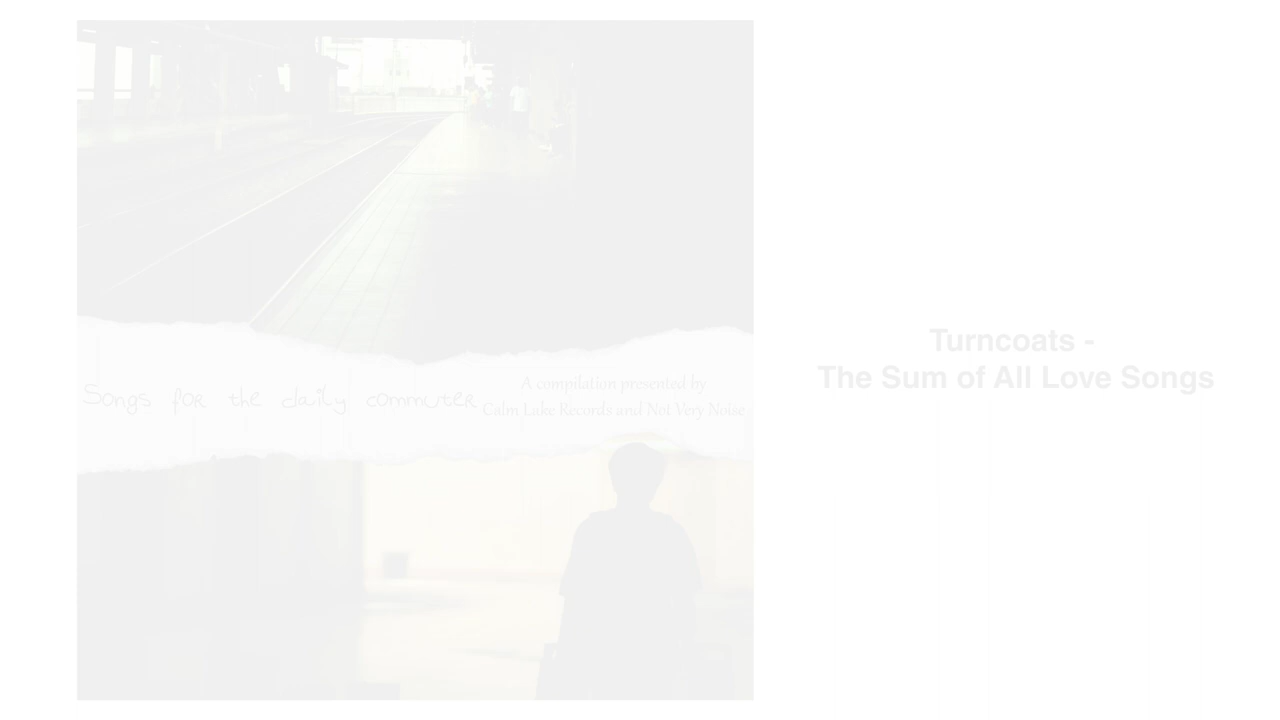 Songs for the daily commuter
A compilation presented by
Calm Lake Records and Not Very Noise
Turncoats -
The Sum of All Love Songs